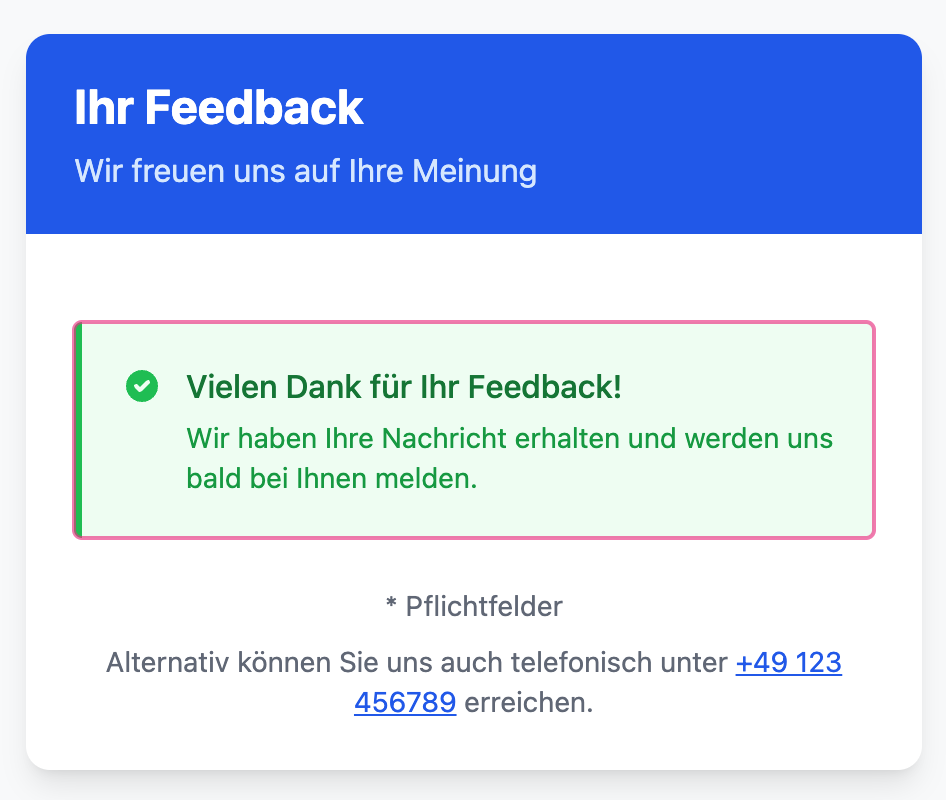 Ihr Feedback
Wir freuen uns auf Ihre Meinung
Vielen Dank für Ihr Feedback!
Wir haben Ihre Nachricht erhalten und werden uns
bald bei Ihnen melden.
* Pflichtfelder
Alternativ können Sie uns auch telefonisch unter +49 123
456789 erreichen.